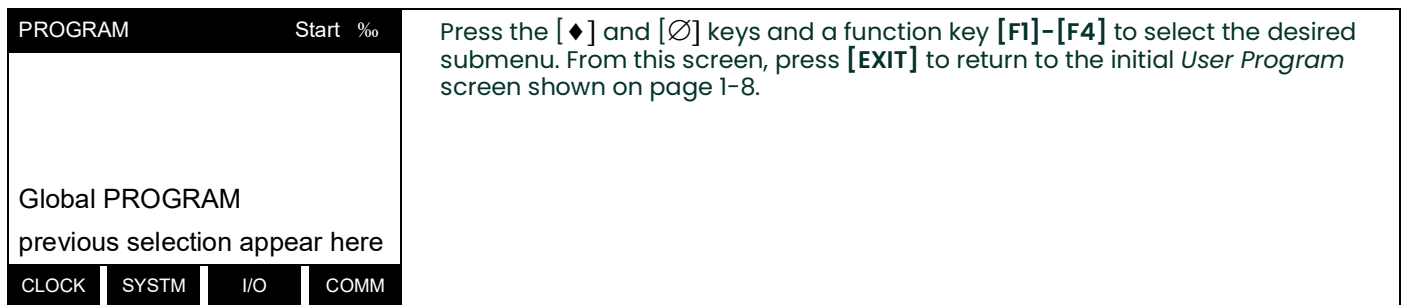 PROGRAM Start ‰
Global PROGRAM
previous selection appear here
CLOCK SYSTM I/O COMM
Press the [♦] and [∅] keys and a function key [F1]-[F4] to select the desired
submenu. From this screen, press [EXIT] to return to the initial User Program
screen shown on page 1-8.